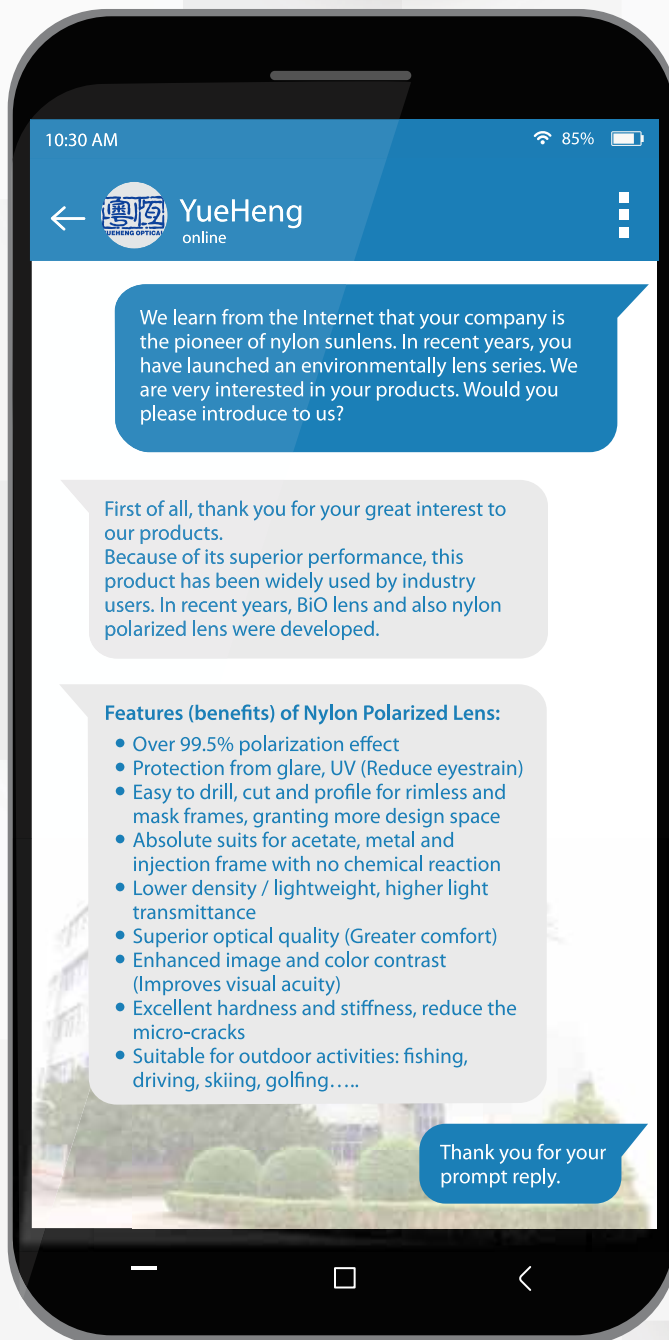 10:30 AM
85%
粤恒
YUEHENG OPTICAL
YueHeng
online
We learn from the Internet that your company is
the pioneer of nylon sunlens. In recent years, you
have launched an environmentally lens series. We
are very interested in your products. Would you
please introduce to us?
First of all, thank you for your great interest to
our products.
Because of its superior performance, this
product has been widely used by industry
users. In recent years, BiO lens and also nylon
polarized lens were developed.
Features (benefits) of Nylon Polarized Lens:
• Over 99.5% polarization effect
• Protection from glare, UV (Reduce eyestrain)
• Easy to drill, cut and profile for rimless and
mask frames, granting more design space
• Absolute suits for acetate, metal and
injection frame with no chemical reaction
• Lower density / lightweight, higher light
transmittance
• Superior optical quality (Greater comfort)
• Enhanced image and color contrast
(Improves visual acuity)
• Excellent hardness and stiffness, reduce the
micro-cracks
• Suitable for outdoor activities: fishing,
driving, skiing, golfing…..
Thank you for your
prompt reply.